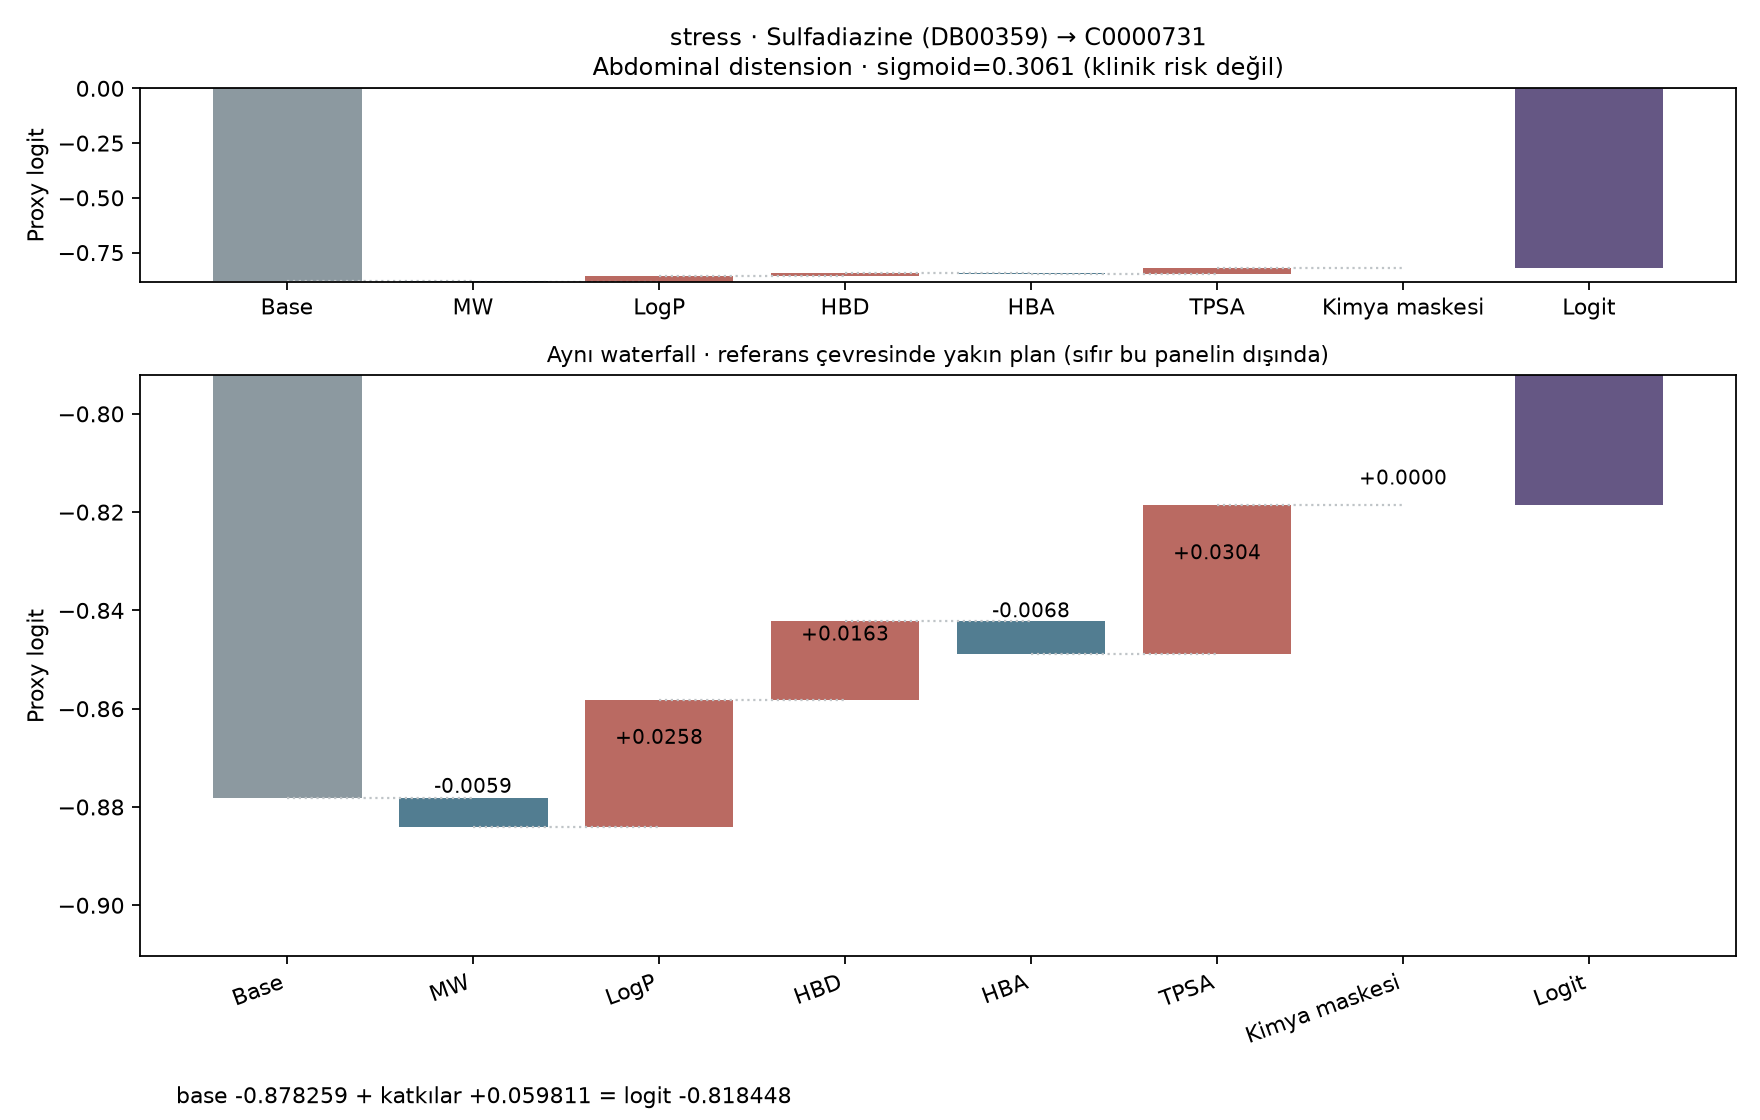 stress · Sulfadiazine (DB00359) → C0000731
Abdominal distension · sigmoid=0.3061 (klinik risk değil)
Proxy logit
0.00
−0.25
−0.50
−0.75
Base
MW
LogP
HBD
HBA
TPSA
Kimya maskesi
Logit
Aynı waterfall · referans çevresinde yakın plan (sıfır bu panelin dışında)
Proxy logit
−0.80
−0.82
−0.84
−0.86
−0.88
−0.90
-0.0059
+0.0258
+0.0163
-0.0068
+0.0304
+0.0000
Base
MW
LogP
HBD
HBA
TPSA
Kimya maskesi
Logit
base -0.878259 + katkılar +0.059811 = logit -0.818448